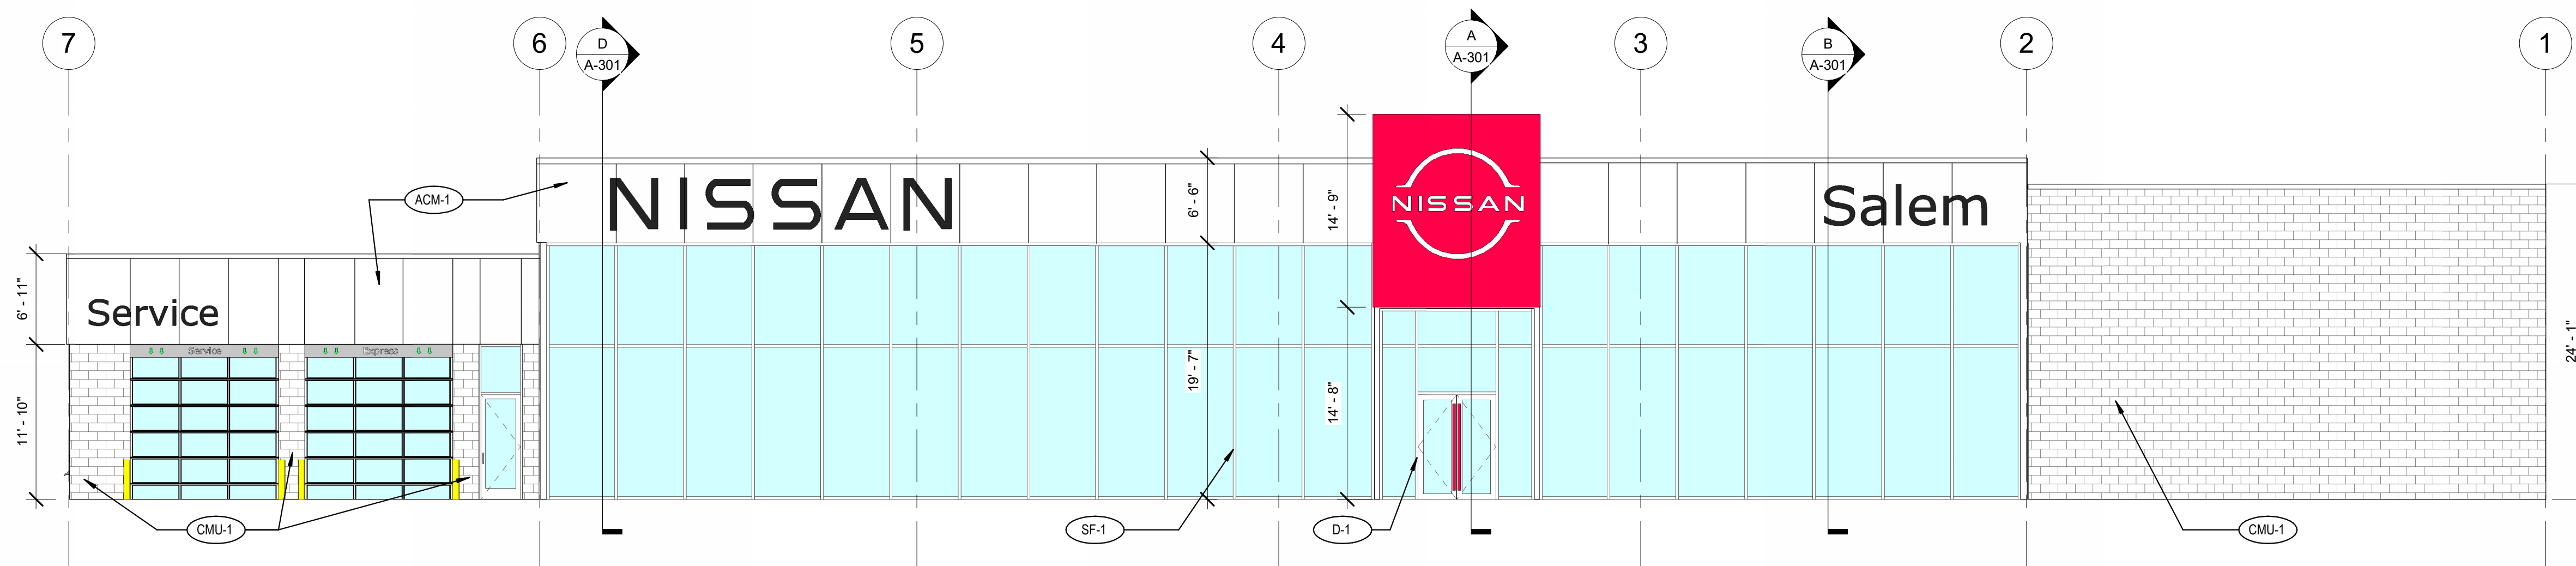 7
6
D
A-301
5
4
A
A-301
3
B
A-301
2
1
ACM-1
NISSAN
6' - 6"
14' - 9"
NISSAN
Salem
6' - 11"
Service
Service
Express
11' - 10"
19' - 7"
14' - 8"
24' - 1"
CMU-1
SF-1
D-1
CMU-1